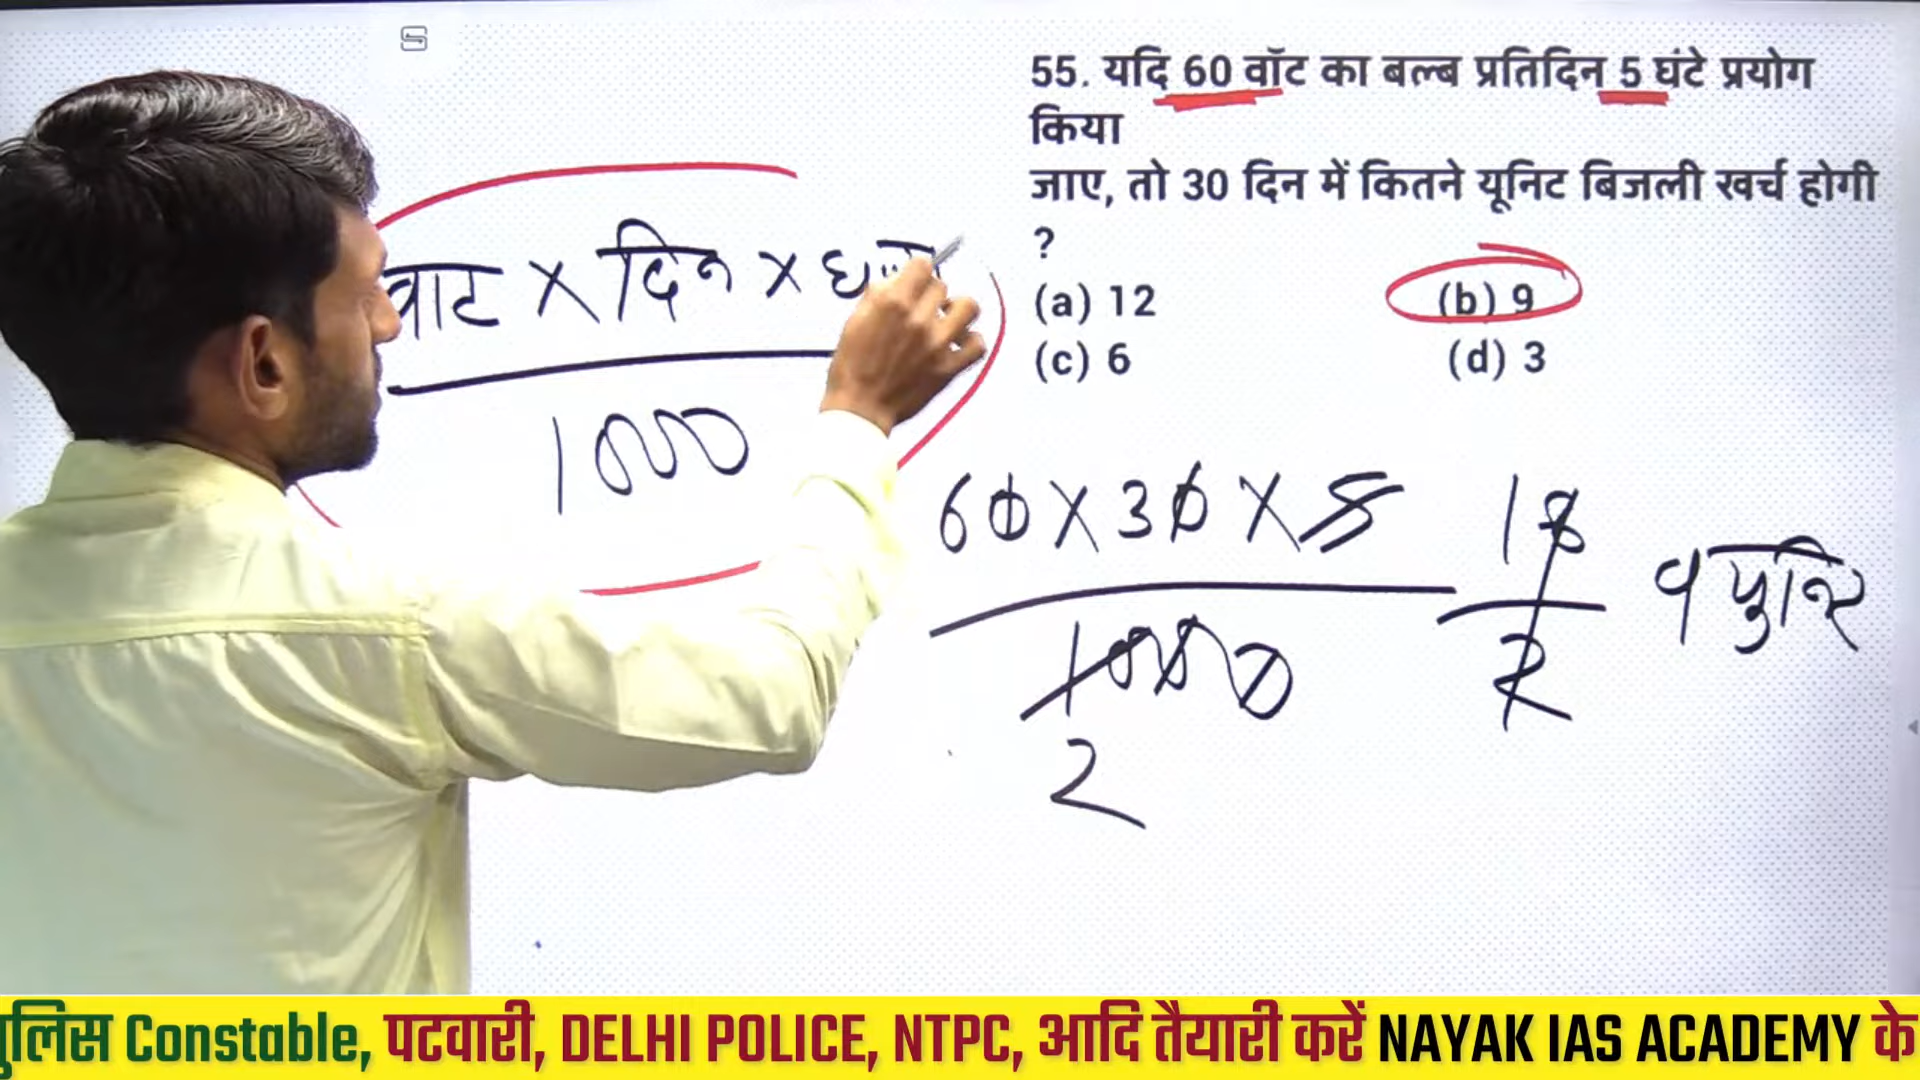 55. यदि 60 वॉट का बल्ब प्रतिदिन 5 घंटे प्रयोग
किया
जाए, तो 30 दिन में कितने यूनिट बिजली खर्च होगी
?
(a) 12 (b) 9
(c) 6 (d) 3
वाट × दिन ×
1000
60 × 30 × 5
1000
2
18
2
9
पुलिस Constable, पटवारी, DELHI POLICE, NTPC, आदि तैयारी करें NAYAK IAS ACADEMY के